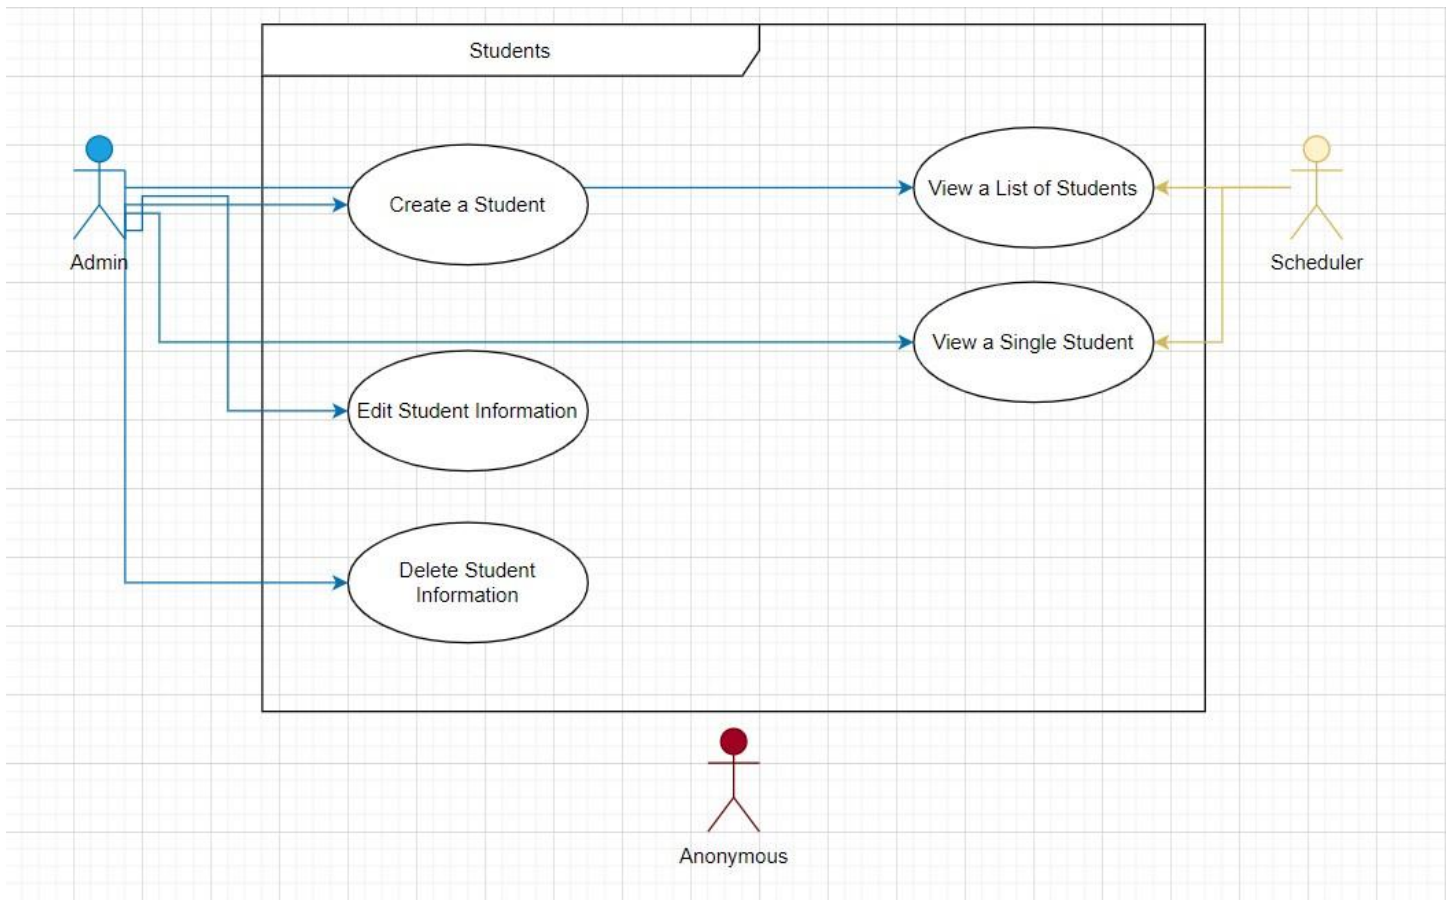 Students
Create a Student
View a List of Students
Admin
Scheduler
View a Single Student
Edit Student Information
Delete Student
Information
Anonymous